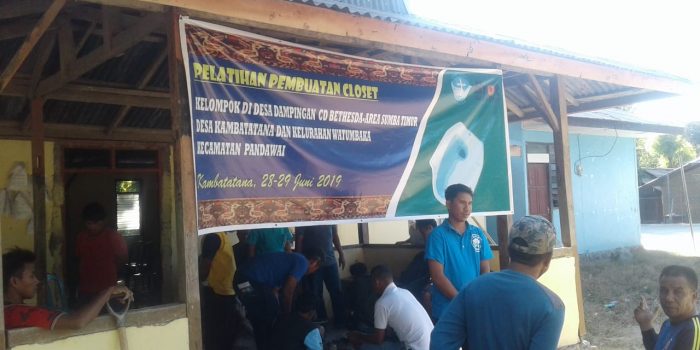 PELATIHAN PEMBUATAN CLOSET
KELOMPOK DI DESA DAMPINGAN CD BETHESDA-AREA SUMBA TIMUR
DESA KAMBATATANA DAN KELURAHAN WATUMBAKA
KECAMATAN PANDAWAI
Kambatatana, 28-29 Juni 2019